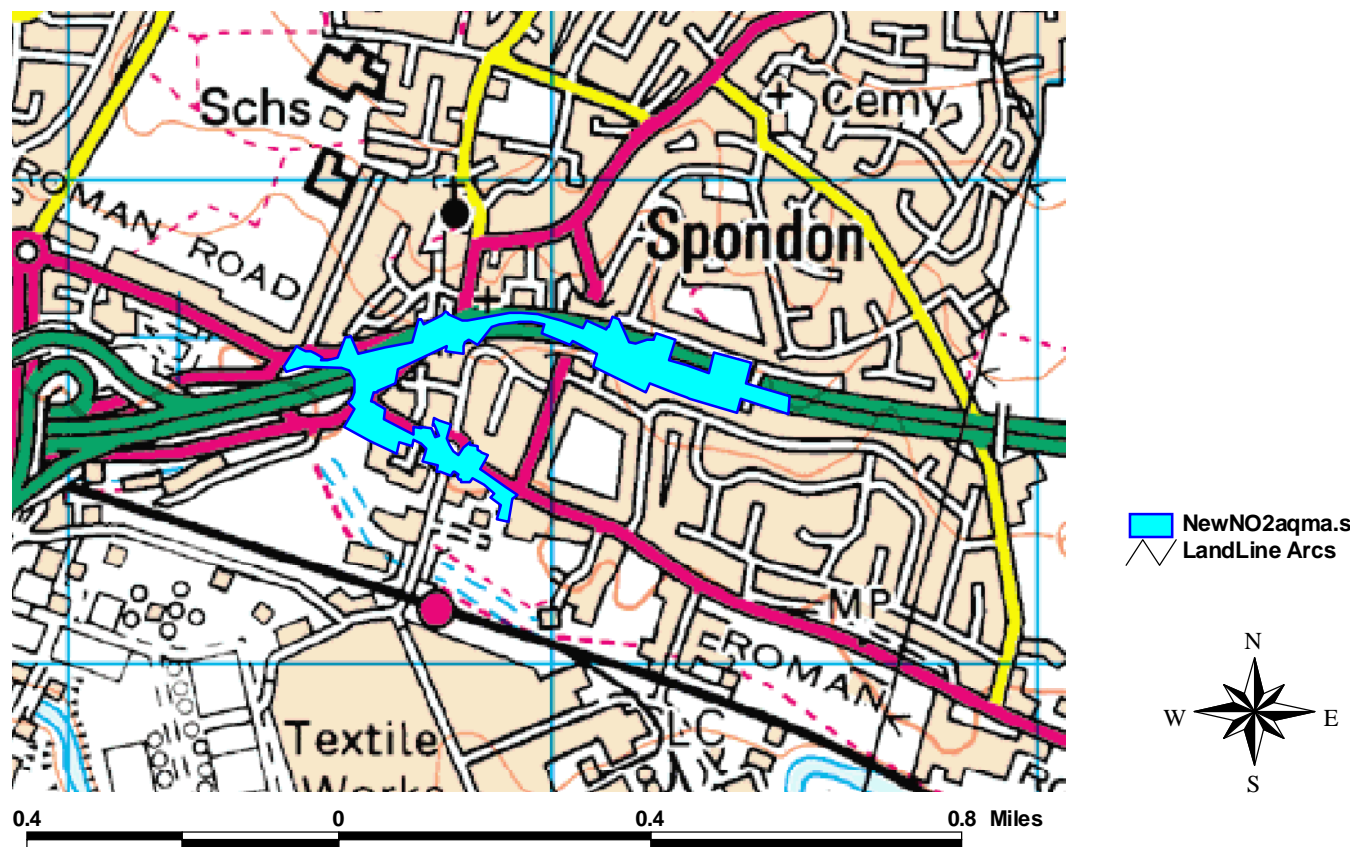 Schs
Cemy
ROMAN ROAD
Spondon
MP
ROMAN
LC
Textile
Works
NewNO2aqma.s
LandLine Arcs
N
W
E
S
0.4
0
0.4
0.8 Miles